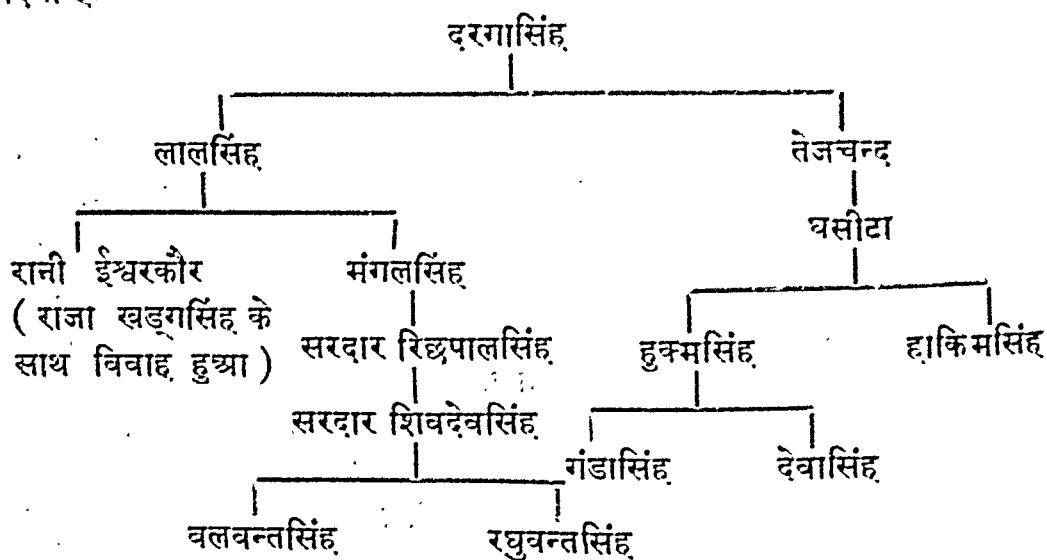 दरगासिंह
लालसिंह तेजचन्द
घसीटा
रानी ईश्वरकौर मंगलसिंह
( राजा खड़्गसिंह के
साथ विवाह हुआ ) सरदार रिछपालसिंह हुक्मसिंह हाकिमसिंह
सरदार शिवदेवसिंह
गंडासिंह देवासिंह
वलवन्तसिंह रघुवन्तसिंह